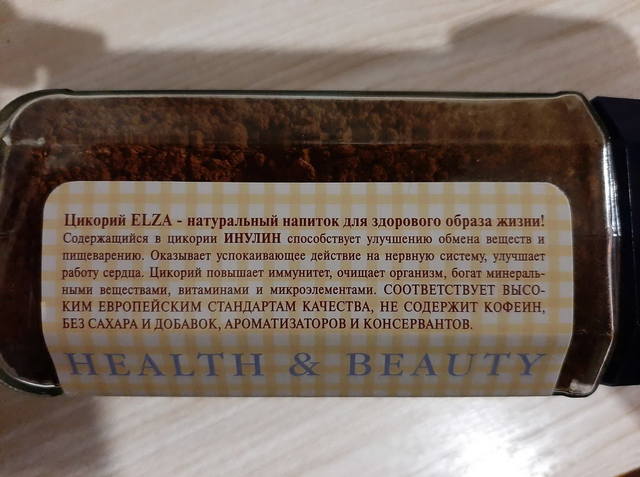 Цикорий ELZA - натуральный напиток для здорового образа жизни!
Содержащийся в цикории ИНУЛИН способствует улучшению обмена веществ и
пищеварению. Оказывает успокаивающее действие на нервную систему, улучшает
работу сердца. Цикорий повышает иммунитет, очищает организм, богат минераль-
ными веществами, витаминами и микроэлементами. СООТВЕТСТВУЕТ ВЫСО-
КИМ ЕВРОПЕЙСКИМ СТАНДАРТАМ КАЧЕСТВА, НЕ СОДЕРЖИТ КОФЕИН,
БЕЗ САХАРА И ДОБАВОК, АРОМАТИЗАТОРОВ И КОНСЕРВАНТОВ.
HEALTH & BEAUTY